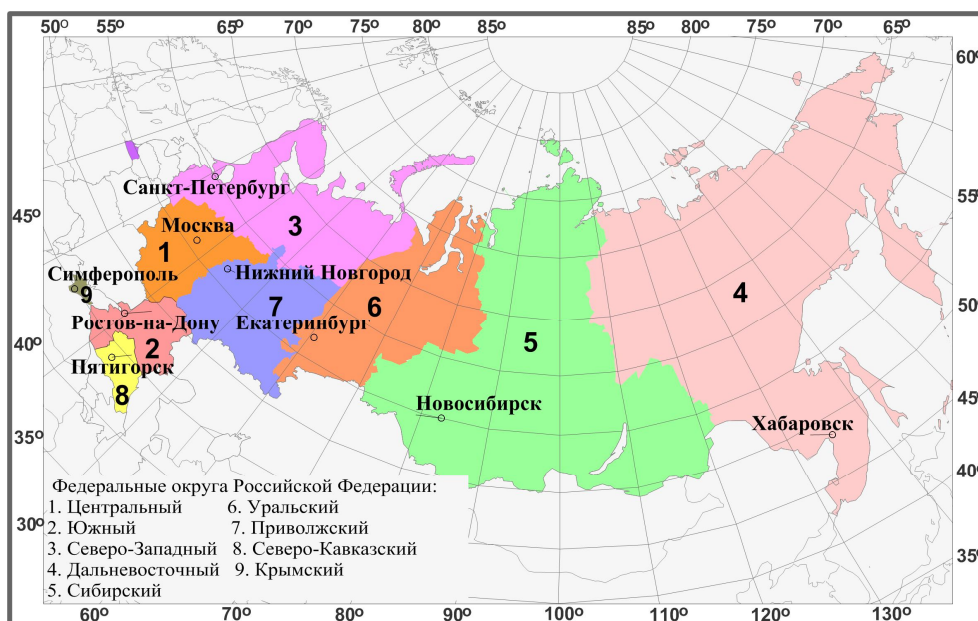 50° 55° 65° 70° 75° 80° 85° 85° 80° 75° 70° 65°
60°
Санкт-Петербург
55°
45°
Москва
3
1
Симферополь
Нижний Новгород
50°
9
4
7
6
Ростов-на-Дону
Екатеринбург
5
40°
2
Пятигорск
8
45°
Новосибирск
Хабаровск
35°
40°
Федеральные округа Российской Федерации:
1. Центральный 6. Уральский
2. Южный 7. Приволжский
3. Северо-Западный 8. Северо-Кавказский
4. Дальневосточный 9. Крымский
5. Сибирский
30°
35°
60° 70° 80° 90° 100° 110° 120° 130°